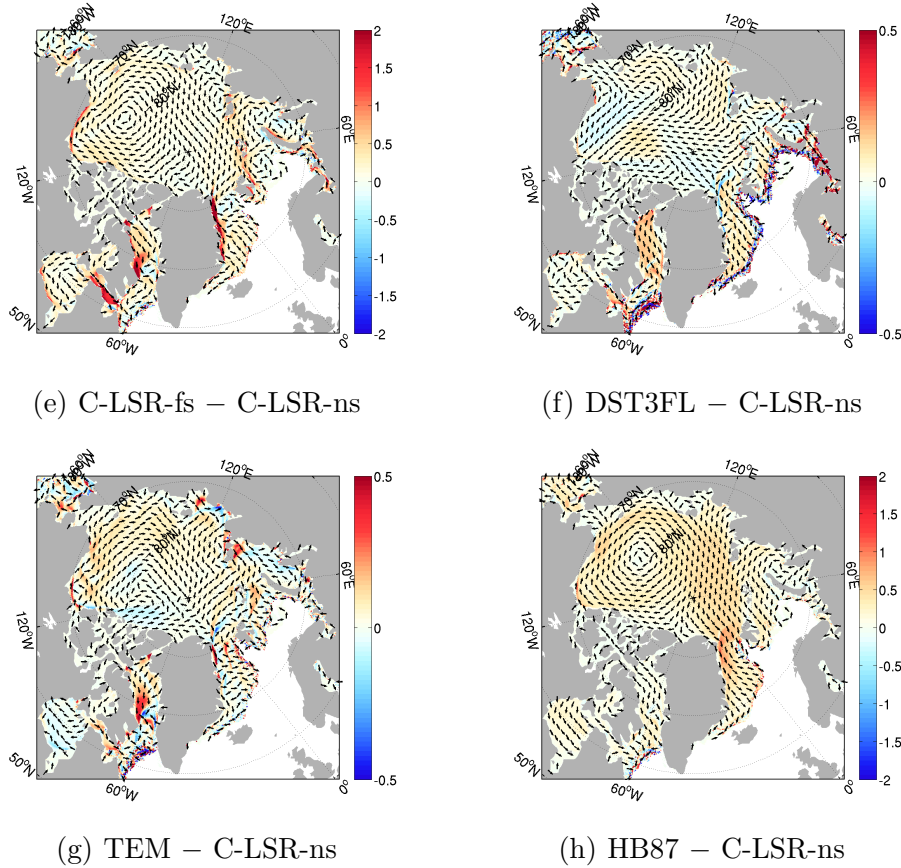 160°W 120°E 2
180°W
70°N 1.5
80°N 1
60°E 0.5
0
120°W -0.5
-1
-1.5
50°N 60°W 0° -2
(e) C-LSR-fs − C-LSR-ns
120°E 0.5
70°N
80°N
60°E
0
120°W
50°N 60°W 0° -0.5
(f) DST3FL − C-LSR-ns
120°E 0.5
70°N
80°N
60°E
0
120°W
50°N 60°W 0° -0.5
(g) TEM − C-LSR-ns
120°E 2
70°N 1.5
80°N 1
60°E 0.5
0
120°W -0.5
-1
-1.5
50°N 60°W 0° -2
(h) HB87 − C-LSR-ns